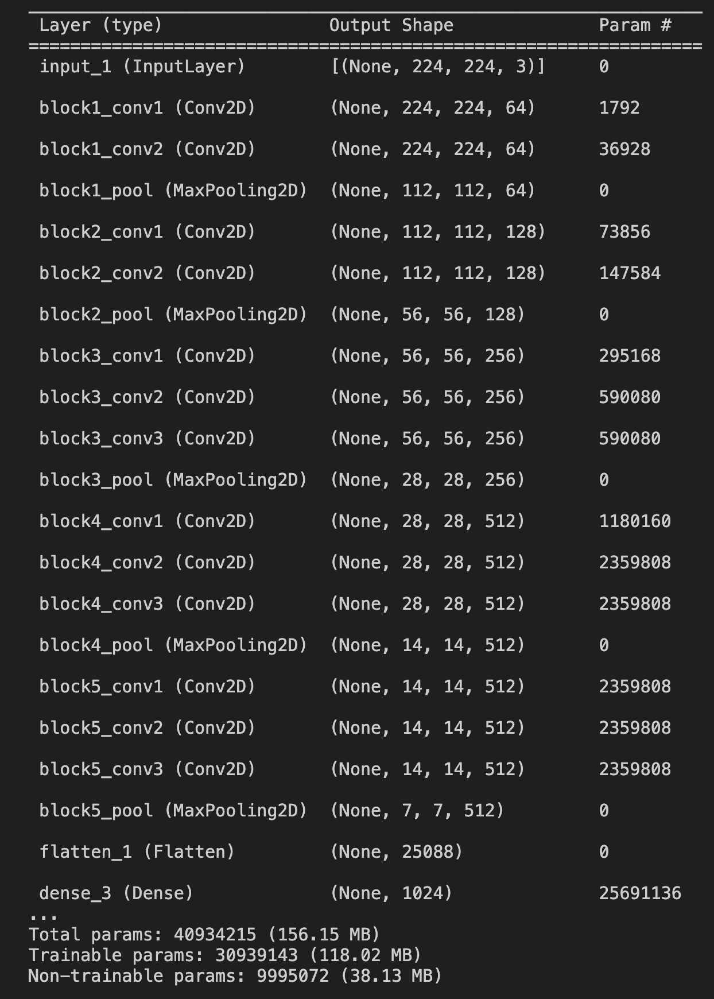 Layer (type) Output Shape Param #
input_1 (InputLayer) [(None, 224, 224, 3)] 0
block1_conv1 (Conv2D) (None, 224, 224, 64) 1792
block1_conv2 (Conv2D) (None, 224, 224, 64) 36928
block1_pool (MaxPooling2D) (None, 112, 112, 64) 0
block2_conv1 (Conv2D) (None, 112, 112, 128) 73856
block2_conv2 (Conv2D) (None, 112, 112, 128) 147584
block2_pool (MaxPooling2D) (None, 56, 56, 128) 0
block3_conv1 (Conv2D) (None, 56, 56, 256) 295168
block3_conv2 (Conv2D) (None, 56, 56, 256) 590080
block3_conv3 (Conv2D) (None, 56, 56, 256) 590080
block3_pool (MaxPooling2D) (None, 28, 28, 256) 0
block4_conv1 (Conv2D) (None, 28, 28, 512) 1180160
block4_conv2 (Conv2D) (None, 28, 28, 512) 2359808
block4_conv3 (Conv2D) (None, 28, 28, 512) 2359808
block4_pool (MaxPooling2D) (None, 14, 14, 512) 0
block5_conv1 (Conv2D) (None, 14, 14, 512) 2359808
block5_conv2 (Conv2D) (None, 14, 14, 512) 2359808
block5_conv3 (Conv2D) (None, 14, 14, 512) 2359808
block5_pool (MaxPooling2D) (None, 7, 7, 512) 0
flatten_1 (Flatten) (None, 25088) 0
dense_3 (Dense) (None, 1024) 25691136
...
Total params: 40934215 (156.15 MB)
Trainable params: 30939143 (118.02 MB)
Non-trainable params: 9995072 (38.13 MB)